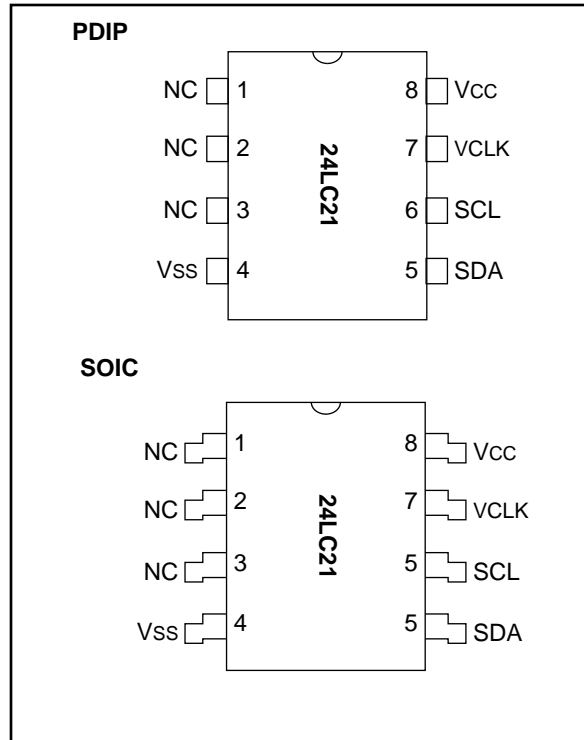 PDIP
NC 1 8 VCC
NC 2 7 VCLK
NC 3 6 SCL
VSS 4 5 SDA
24LC21
SOIC
NC 1 8 VCC
NC 2 7 VCLK
NC 3 5 SCL
VSS 4 5 SDA
24LC21